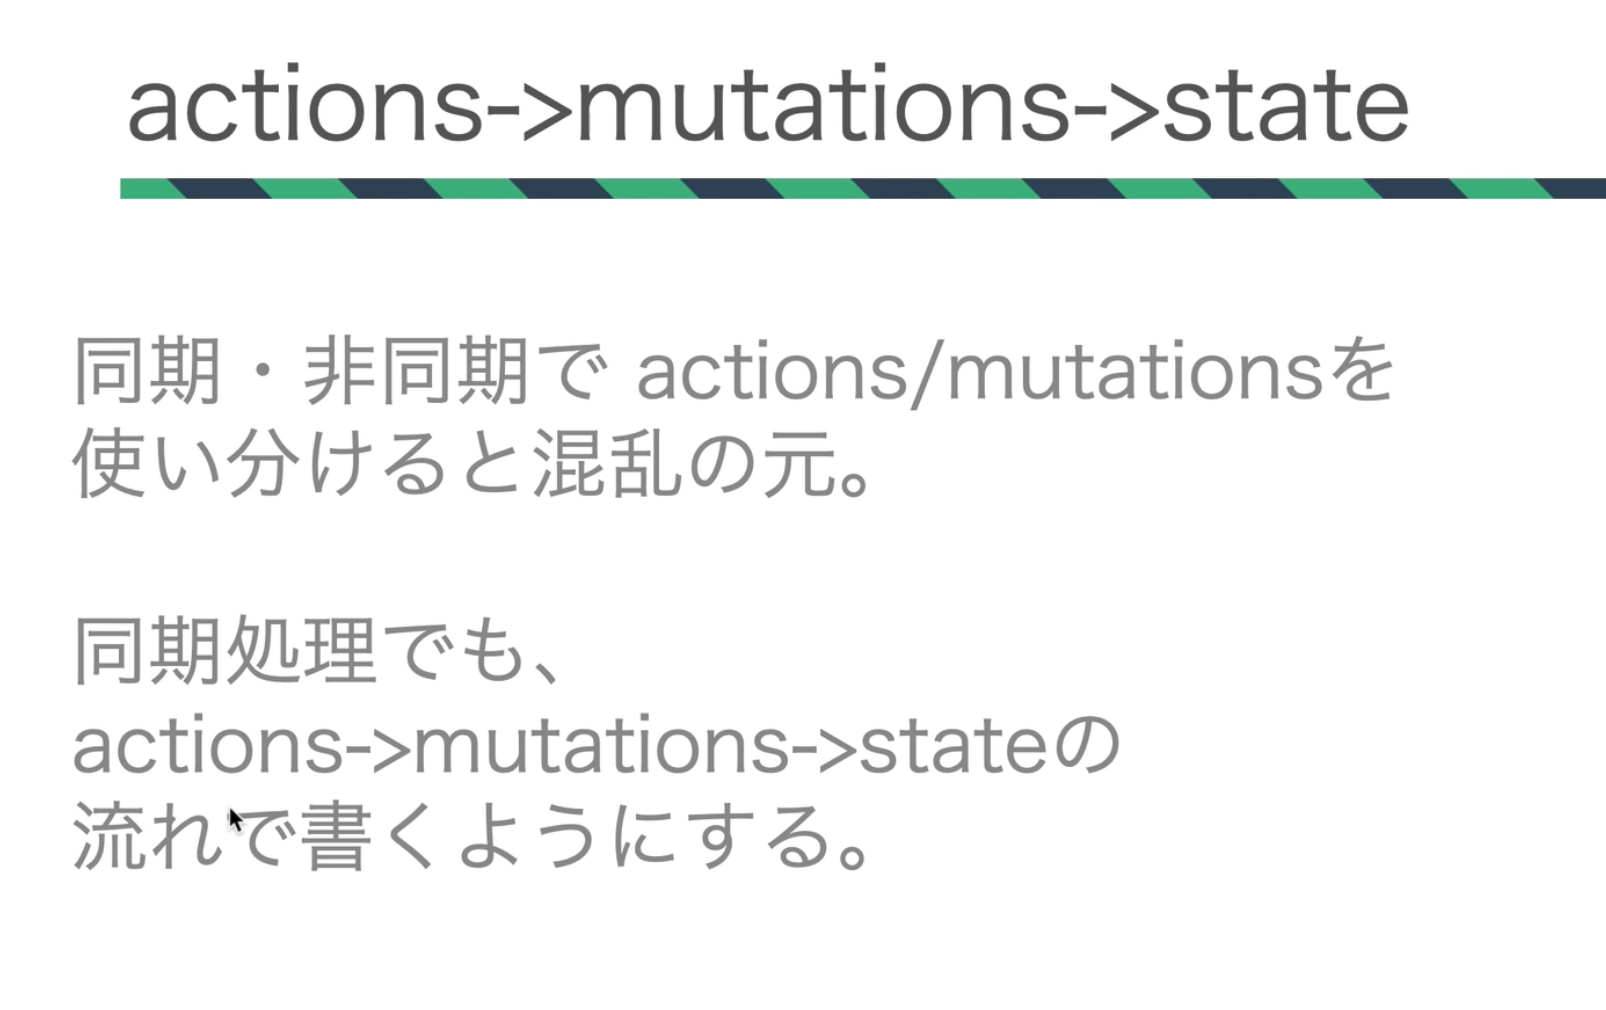 actions->mutations->state
同期・非同期で actions/mutationsを
使い分けると混乱の元。
同期処理でも、
actions->mutations->stateの
流れで書くようにする。